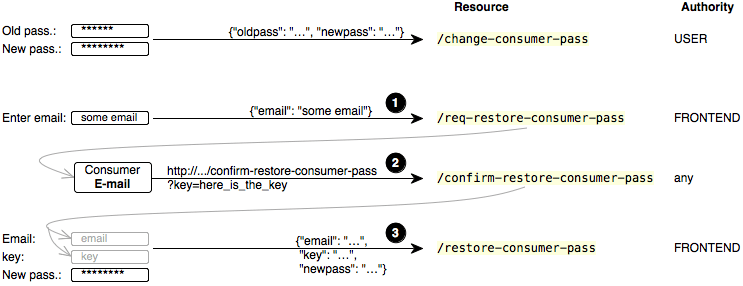 Resource Authority
Old pass.: ******
New pass.: ********
{"oldpass": "...", "newpass": "..."}
/change-consumer-pass
USER
1
Enter email: some email
{"email": "some email"}
/req-restore-consumer-pass
FRONTEND
2
Consumer
E-mail
http://.../confirm-restore-consumer-pass
?key=here_is_the_key
/confirm-restore-consumer-pass
any
3
Email: email
key: key
New pass.: ********
{"email": "...",
"key": "...",
"newpass": "..."}
/restore-consumer-pass
FRONTEND